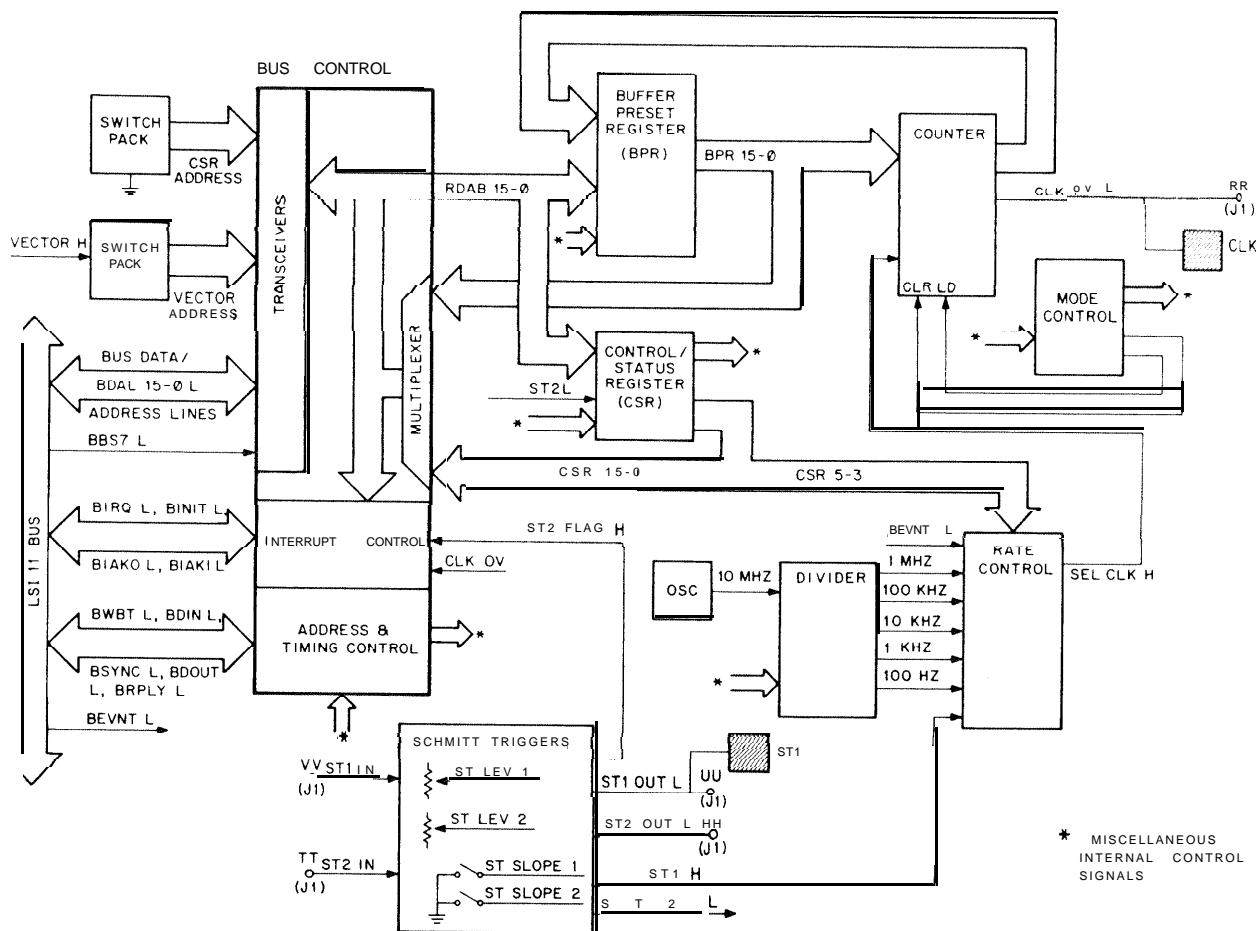 BUS CONTROL
SWITCH
PACK
CSR
ADDRESS
VECTOR H
SWITCH
PACK
VECTOR
ADDRESS
TRANSCEIVERS
MULTIPLEXER
RDAB 15-Ø
BUFFER
PRESET
REGISTER
(BPR)
*
BPR 15-Ø
COUNTER
CLR LD
CLK OV L
RR
(J1)
CLK
MODE
CONTROL
*
*
BUS DATA/
BDAL 15-Ø L
ADDRESS LINES
BBS7 L
LSI 11 BUS
CONTROL/
STATUS
REGISTER
(CSR)
ST2L
*
*
CSR 15-0
CSR 5-3
BIRQ L, BINIT L,
BIAKO L, BIAKI L
INTERRUPT CONTROL
ST2 FLAG H
CLK OV
BWBT L, BDIN L,
BSYNC L, BDOUT
L, BRPLY L
BEVNT L
ADDRESS &
TIMING CONTROL
*
*
OSC
10 MHZ
DIVIDER
*
BEVNT L
1 MHZ
100 KHZ
10 KHZ
1 KHZ
100 HZ
RATE
CONTROL
SEL CLK H
SCHMITT TRIGGERS
VV
ST1 IN
(J1)
ST LEV 1
ST LEV 2
TT
ST2 IN
(J1)
ST SLOPE 1
ST SLOPE 2
ST1
ST1 OUT L
UU
(J1)
ST2 OUT L HH
(J1)
ST1 H
S T 2 L
* MISCELLANEOUS
INTERNAL CONTROL
SIGNALS